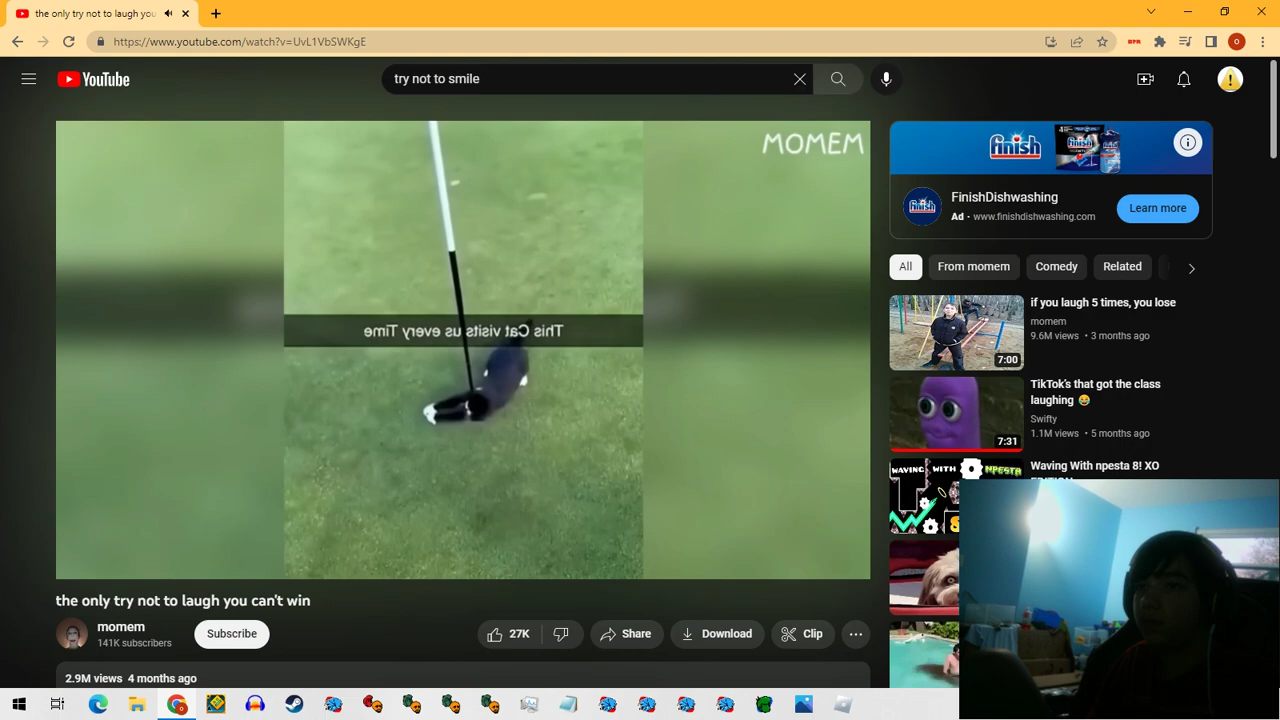 the only try not to laugh you
https://www.youtube.com/watch?v=UvL1VbSWKgE
YouTube
try not to smile
MOMEM
This Cat visits us every Time
the only try not to laugh you can't win
momem
141K subscribers
Subscribe
27K
Share
Download
Clip
2.9M views 4 months ago
finish
FinishDishwashing
Ad · www.finishdishwashing.com
Learn more
All
From momem
Comedy
Related
if you laugh 5 times, you lose
momem
9.6M views • 3 months ago
7:00
TikTok's that got the class
laughing 😂
Swifty
1.1M views • 5 months ago
7:31
Waving With npesta 8! XO
WAVING WITH NPESTA